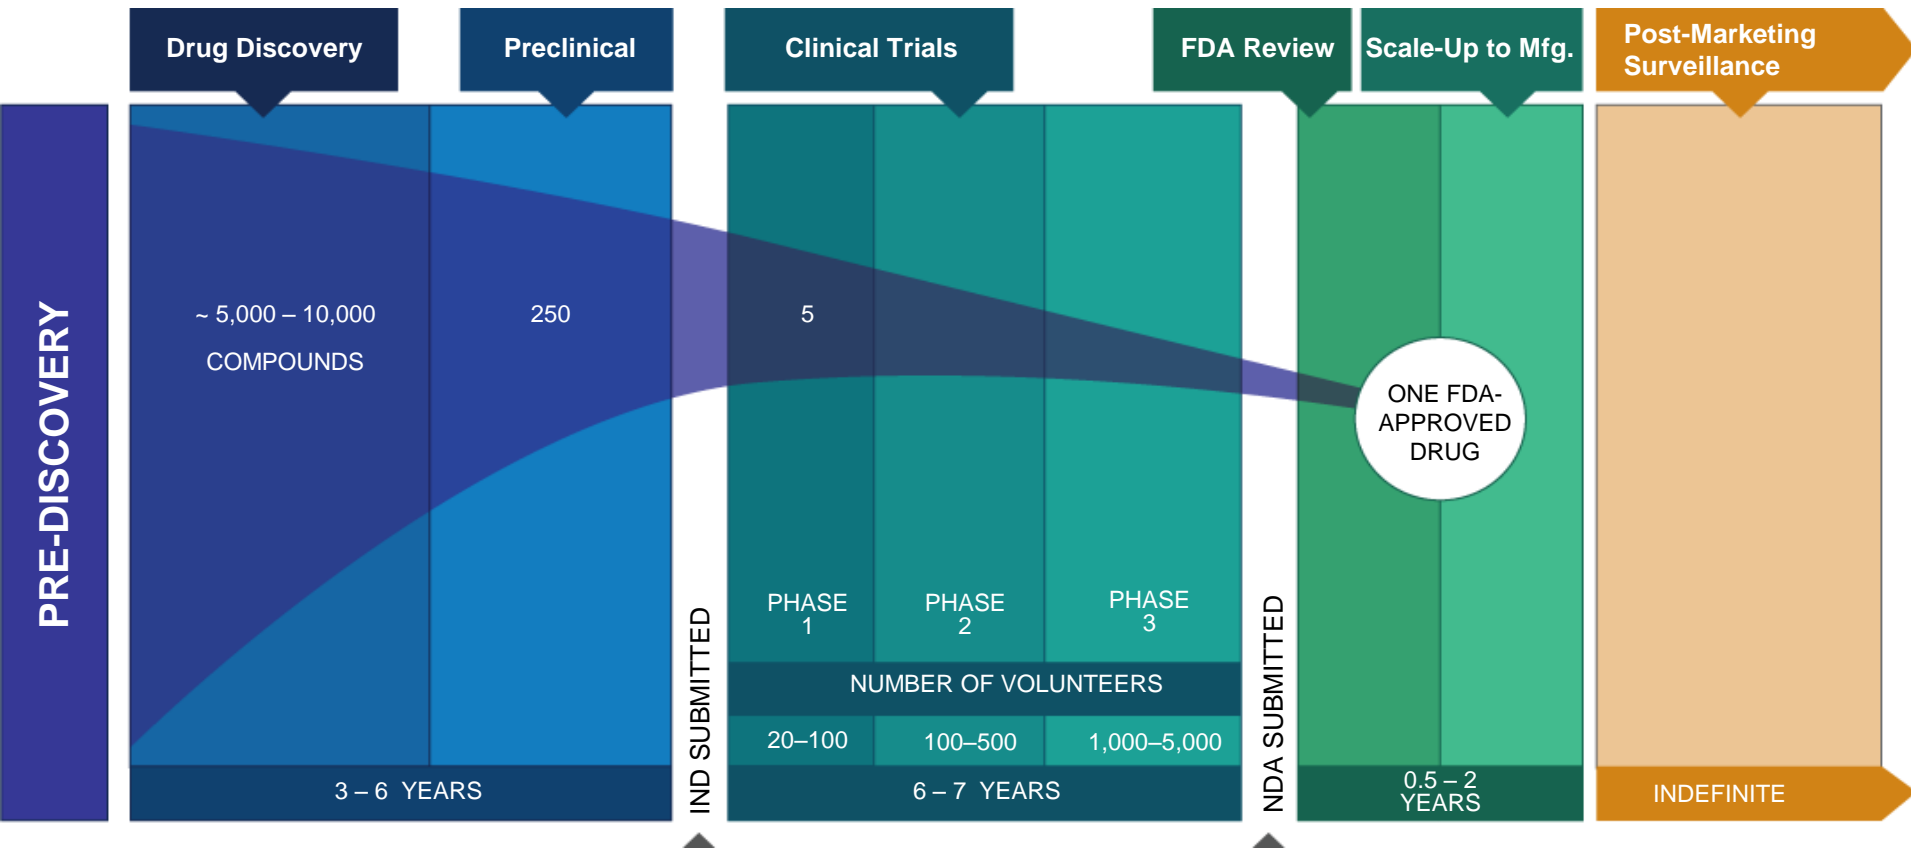 Drug Discovery
Preclinical
Clinical Trials
FDA Review
Scale-Up to Mfg.
Post-Marketing
Surveillance
PRE-DISCOVERY
~ 5,000 – 10,000
COMPOUNDS
250
5
ONE FDA-
APPROVED
DRUG
PHASE
1
PHASE
2
PHASE
3
NUMBER OF VOLUNTEERS
20–100
100–500
1,000–5,000
IND SUBMITTED
NDA SUBMITTED
3 – 6 YEARS
6 – 7 YEARS
0.5 – 2
YEARS
INDEFINITE